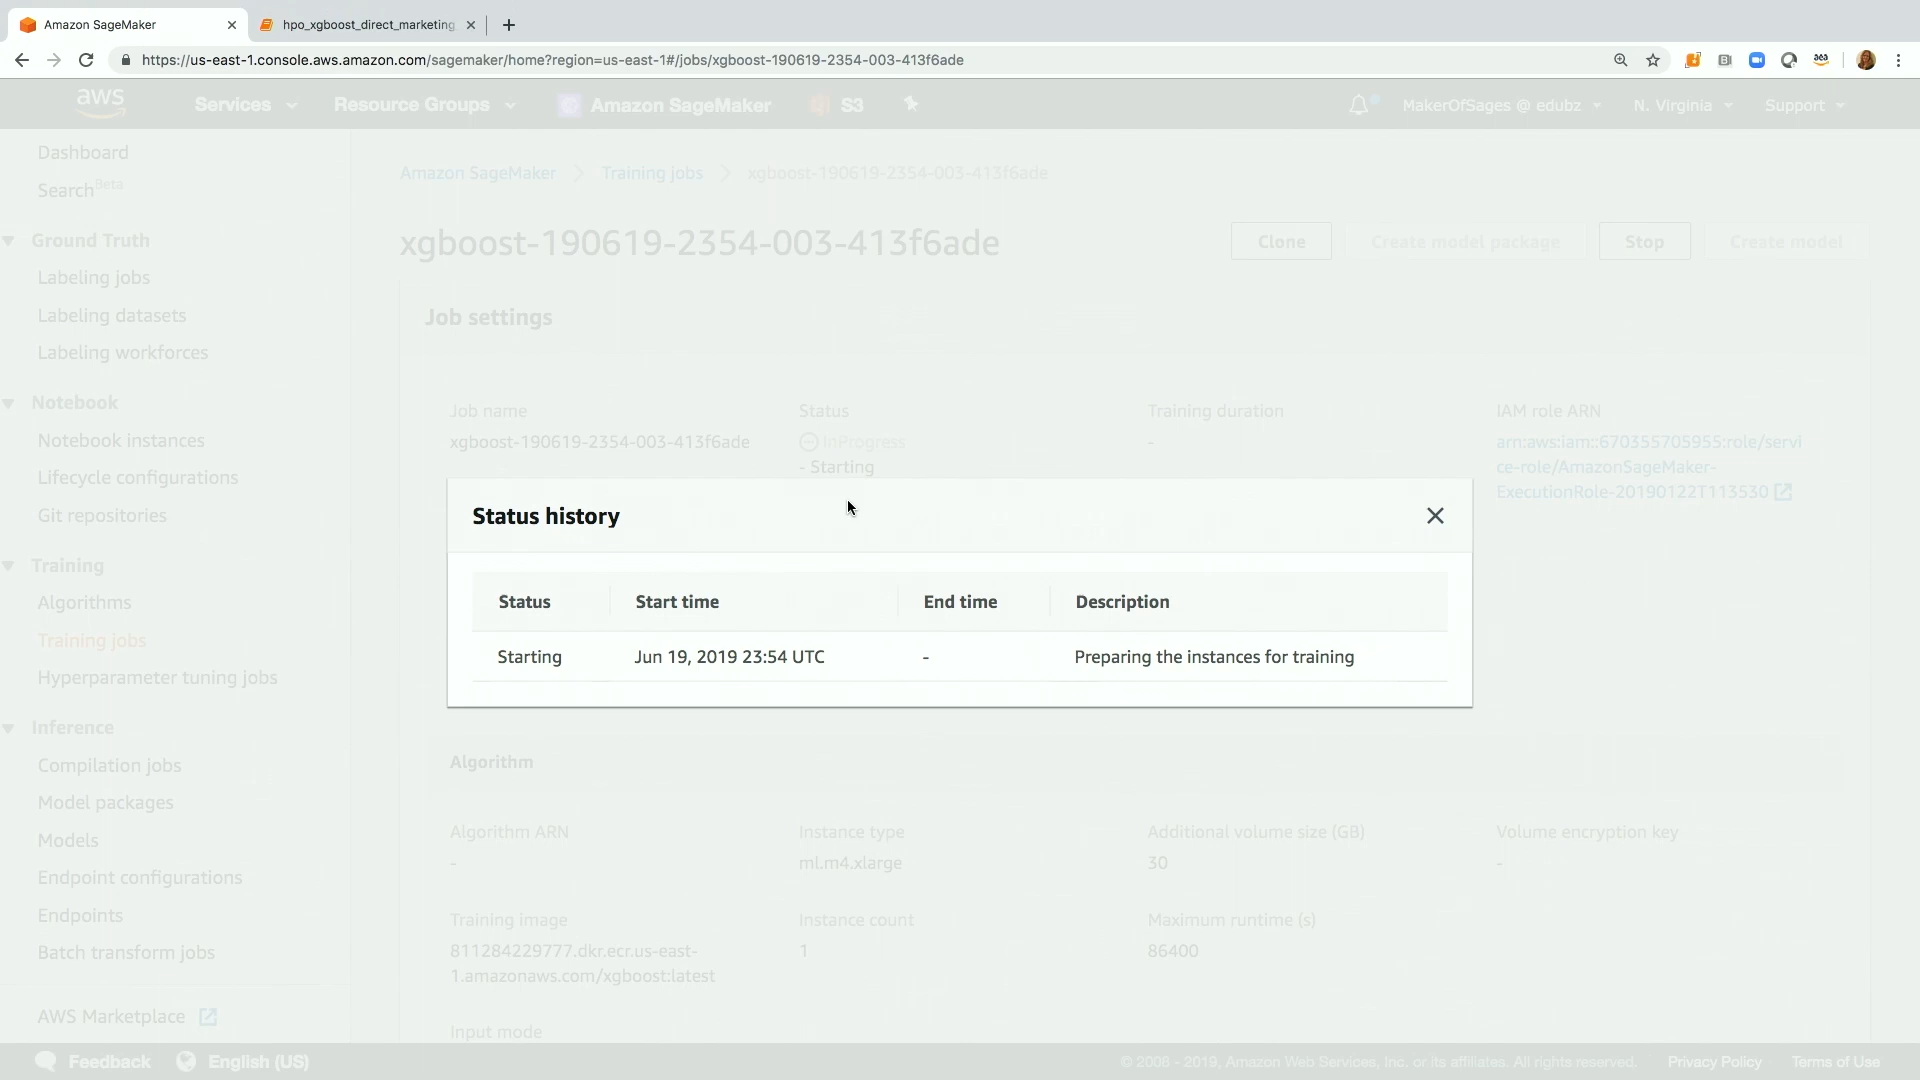 Amazon SageMaker
hpo_xgboost_direct_marketing
https://us-east-1.console.aws.amazon.com/sagemaker/home?region=us-east-1#/jobs/xgboost-190619-2354-003-413f6ade
aws
Services
Resource Groups
Amazon SageMaker
S3
MakerOfSages @ edubz
N. Virginia
Support
Dashboard
Search Beta
Ground Truth
Labeling jobs
Labeling datasets
Labeling workforces
Notebook
Notebook instances
Lifecycle configurations
Git repositories
Training
Algorithms
Training jobs
Hyperparameter tuning jobs
Inference
Compilation jobs
Model packages
Models
Endpoint configurations
Endpoints
Batch transform jobs
AWS Marketplace
Amazon SageMaker
Training jobs
xgboost-190619-2354-003-413f6ade
xgboost-190619-2354-003-413f6ade
Clone
Create model package
Stop
Create model
Job settings
Job name
xgboost-190619-2354-003-413f6ade
Status
InProgress
- Starting
Training duration
-
IAM role ARN
arn:aws:iam::670355705955:role/servi
ce-role/AmazonSageMaker-
ExecutionRole-20190122T113530
Status history
Status Start time End time Description
Starting Jun 19, 2019 23:54 UTC - Preparing the instances for training
Algorithm
Algorithm ARN
-
Instance type
ml.m4.xlarge
Additional volume size (GB)
30
Volume encryption key
-
Training image
811284229777.dkr.ecr.us-east-
1.amazonaws.com/xgboost:latest
Instance count
1
Maximum runtime (s)
86400
Input mode
Feedback
English (US)
© 2008 - 2019, Amazon Web Services, Inc. or its affiliates. All rights reserved.
Privacy Policy
Terms of Use